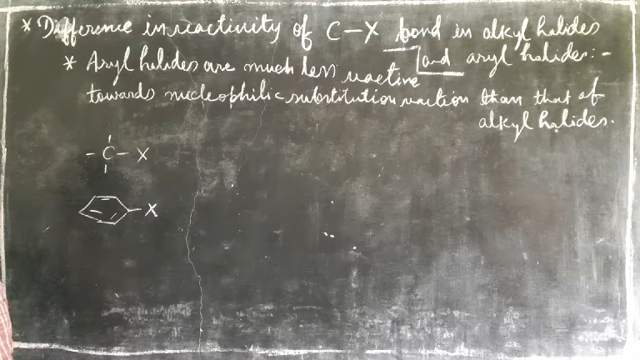 * Difference in reactivity of C-X bond in alkyl halides
and aryl halides:-
* Aryl halides are much less reactive
towards nucleophilic substitution reaction than that of
alkyl halides.
- C - X
X